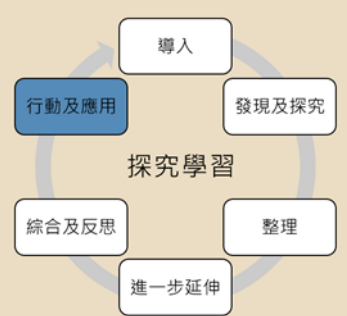 導入
發現及探究
整理
進一步延伸
綜合及反思
行動及應用
探究學習